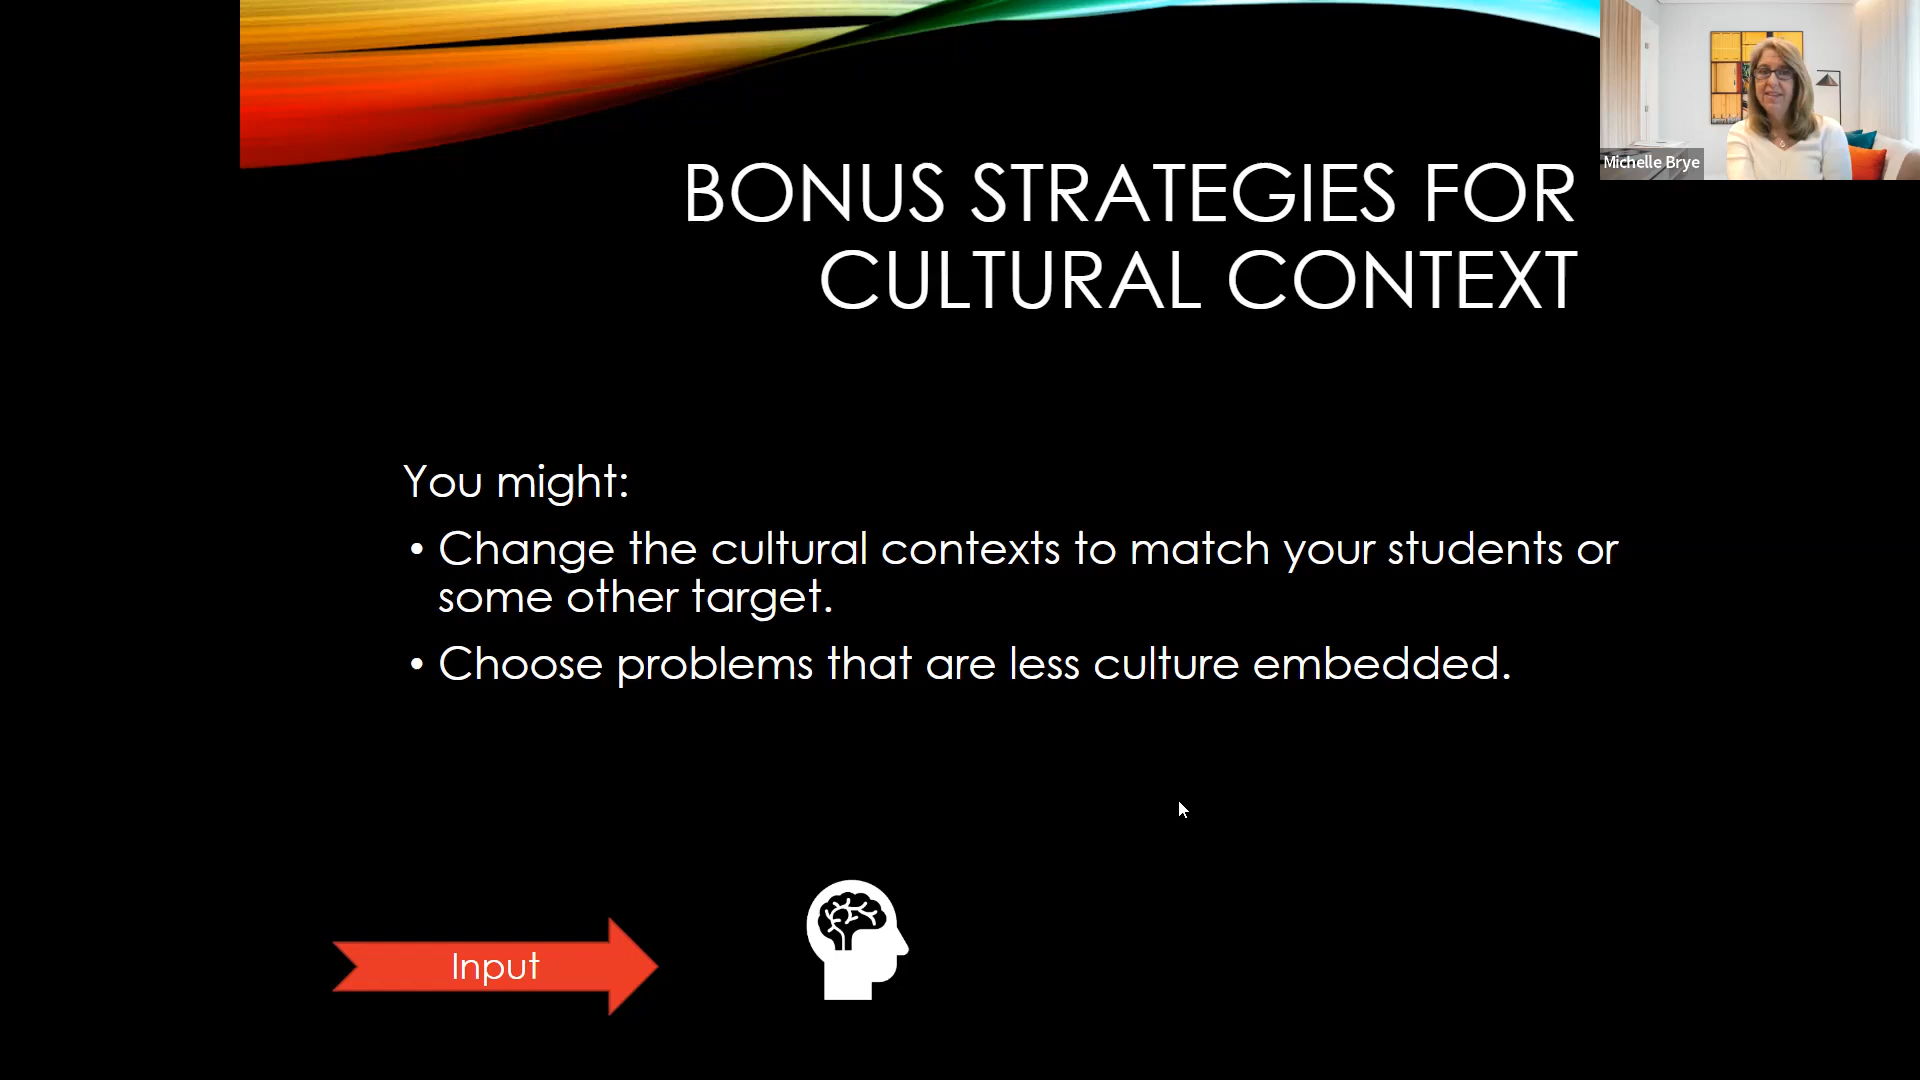 BONUS STRATEGIES FOR
CULTURAL CONTEXT
Michelle Brye
You might:
• Change the cultural contexts to match your students or
some other target.
• Choose problems that are less culture embedded.
Input